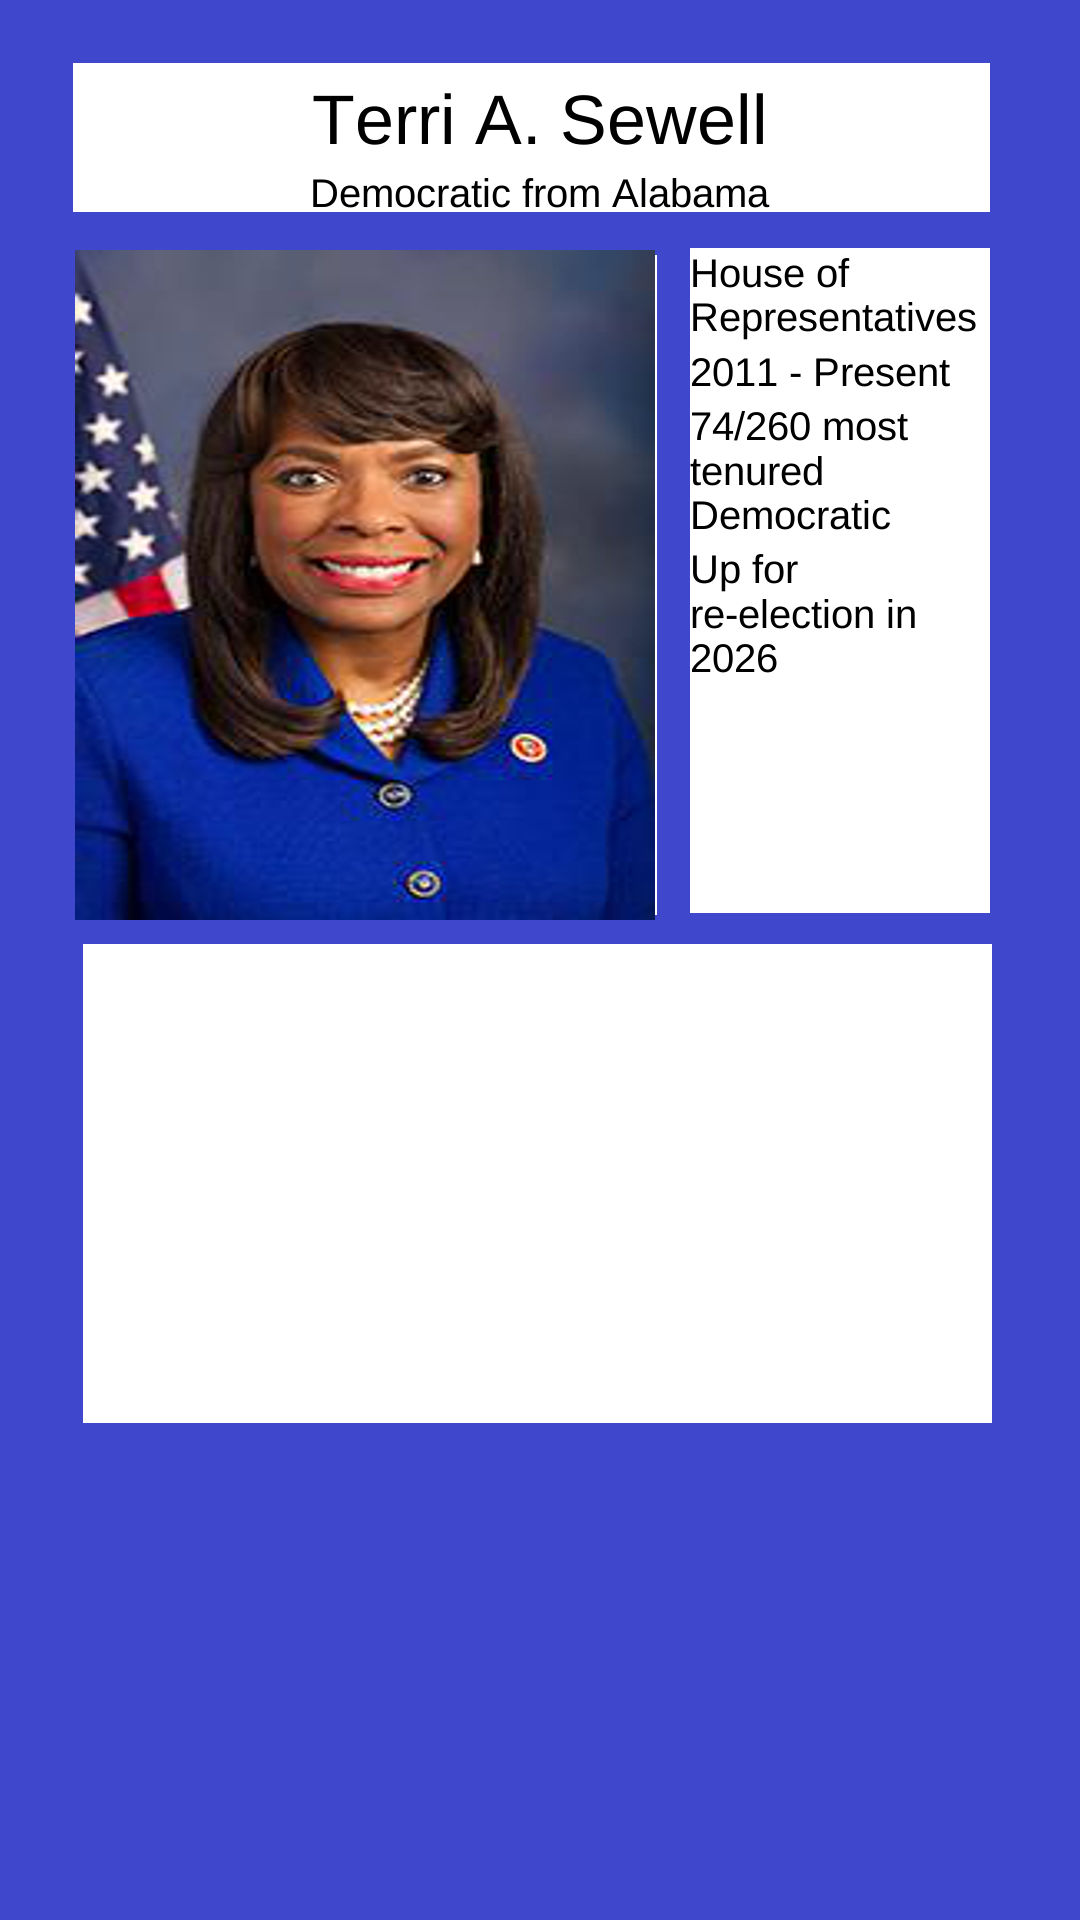 Terri A. Sewell
Democratic from Alabama
House of
Representatives
2011 - Present
74/260 most
tenured
Democratic
Up for
re-election in
2026